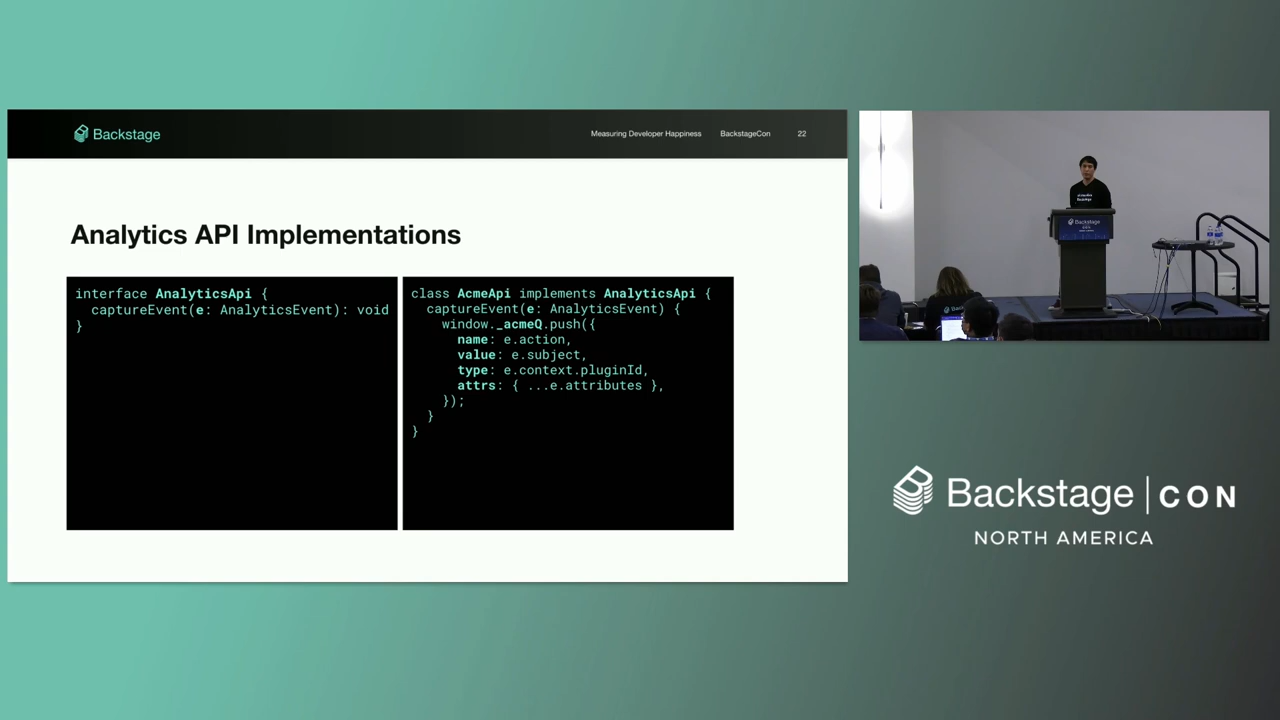 Backstage
Measuring Developer Happiness BackstageCon 22
Analytics API Implementations
interface AnalyticsApi {
  captureEvent(e: AnalyticsEvent): void
}
class AcmeApi implements AnalyticsApi {
  captureEvent(e: AnalyticsEvent) {
    window._acmeQ.push({
      name: e.action,
      value: e.subject,
      type: e.context.pluginId,
      attrs: { ...e.attributes },
    });
  }
}
Backstage
CON
Backstage | CON
NORTH AMERICA